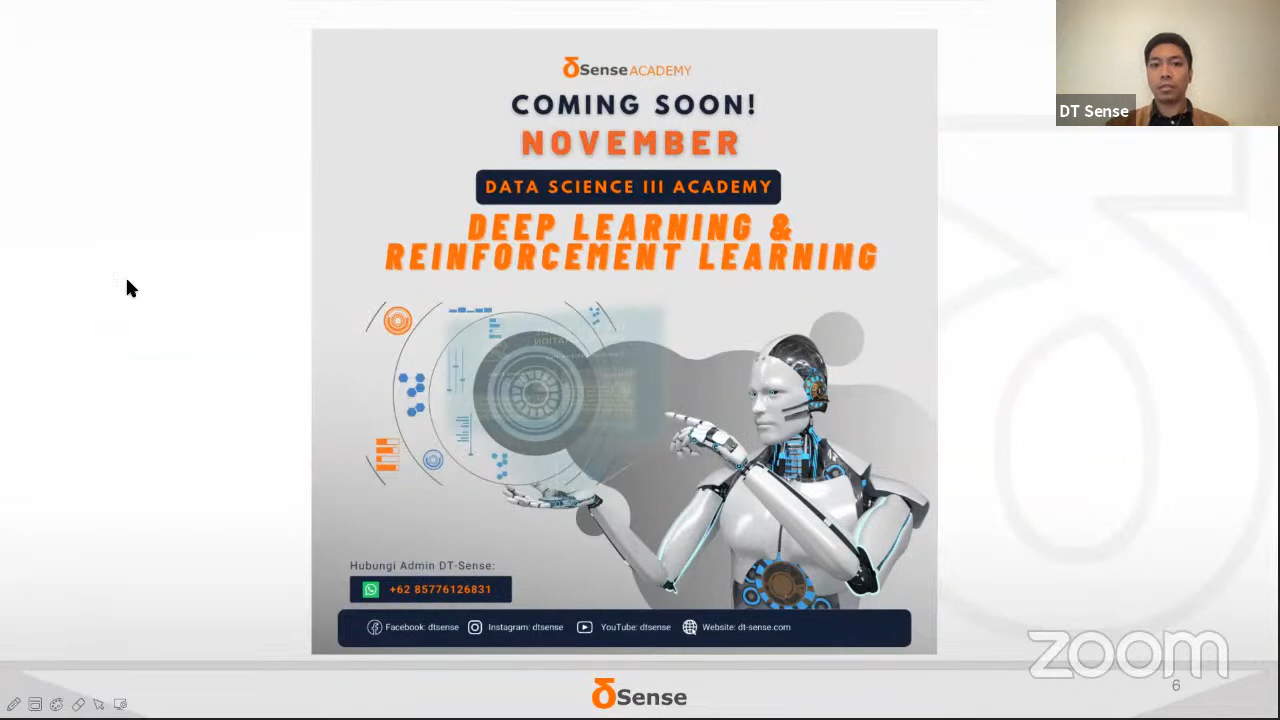 δSense ACADEMY
COMING SOON!
NOVEMBER
DATA SCIENCE III ACADEMY
DEEP LEARNING &
REINFORCEMENT LEARNING
Hubungi Admin DT-Sense:
+62 85776126831
Facebook: dtsense Instagram: dtsense YouTube: dtsense Website: dt-sense.com
DT Sense
zoom
δSense
6